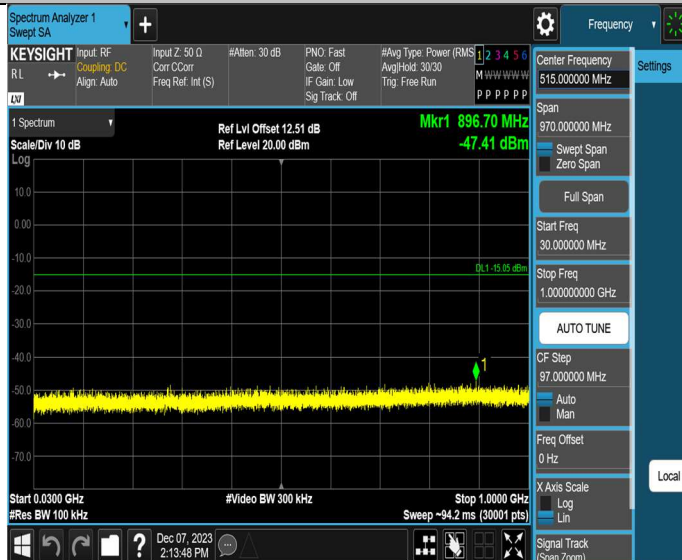 Spectrum Analyzer 1
Swept SA
+
Frequency
KEYSIGHT
RL
LXI
Input: RF
Coupling: DC
Align: Auto
Input Z: 50 Ω
Corr CCorr
Freq Ref: Int (S)
#Atten: 30 dB
PNO: Fast
Gate: Off
IF Gain: Low
Sig Track: Off
#Avg Type: Power (RMS
Avg|Hold: 30/30
Trig: Free Run
1 2 3 4 5 6
M W W W W W
P P P P P P
1 Spectrum
Scale/Div 10 dB
Log
Ref Lvl Offset 12.51 dB
Ref Level 20.00 dBm
Mkr1 896.70 MHz
-47.41 dBm
10.0
0.00
-10.0
DL1 -15.05 dBm
-20.0
-30.0
-40.0
1
-50.0
-60.0
-70.0
Start 0.0300 GHz
#Res BW 100 kHz
#Video BW 300 kHz
Stop 1.0000 GHz
Sweep ~94.2 ms (30001 pts)
Dec 07, 2023
2:13:48 PM
?
Center Frequency
515.000000 MHz
Span
970.000000 MHz
Swept Span
Zero Span
Full Span
Start Freq
30.000000 MHz
Stop Freq
1.000000000 GHz
AUTO TUNE
CF Step
97.000000 MHz
Auto
Man
Freq Offset
0 Hz
X Axis Scale
Log
Lin
Signal Track
(Span Zoom)
Settings
Local